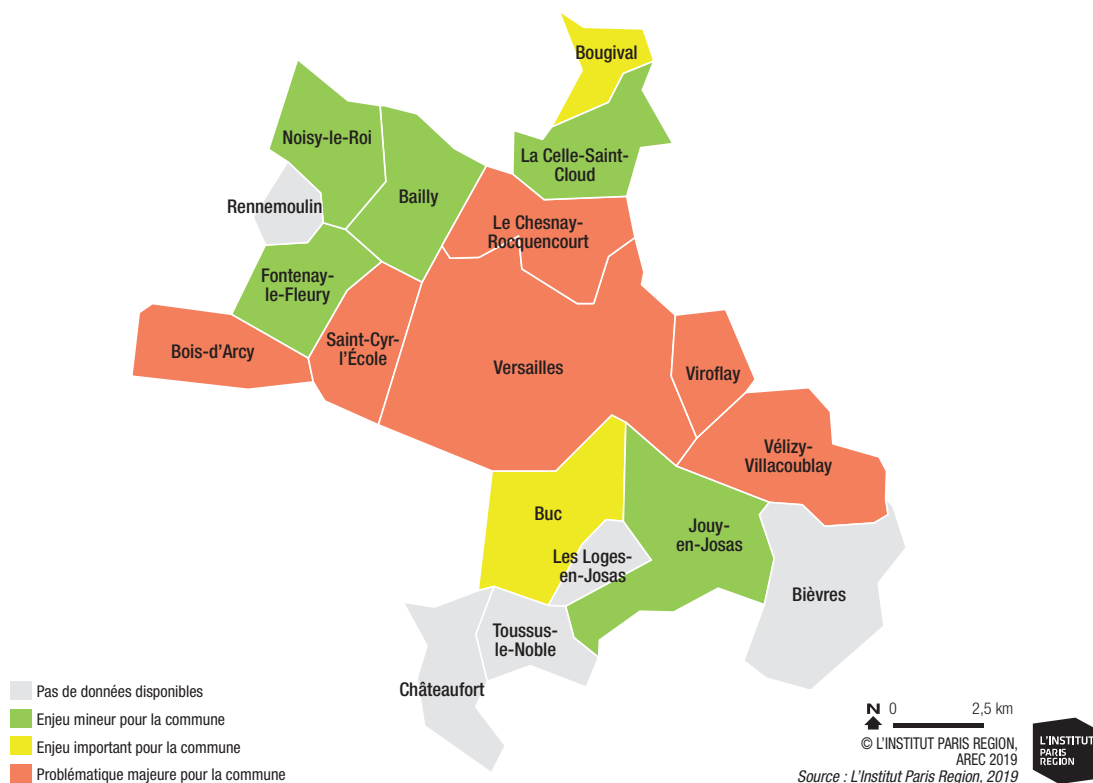 Bougival
Noisy-le-Roi
La Celle-Saint-
Cloud
Bailly
Rennemoulin
Le Chesnay-
Rocquencourt
Fontenay-
le-Fleury
Saint-Cyr-
l'École
Bois-d'Arcy
Versailles
Viroflay
Vélizy-
Villacoublay
Buc
Jouy-
en-Josas
Les Loges-
en-Josas
Bièvres
Toussus-
le-Noble
Châteaufort
Pas de données disponibles
Enjeu mineur pour la commune
Enjeu important pour la commune
Problématique majeure pour la commune
N 0 2,5 km
© L'INSTITUT PARIS REGION,
AREC 2019
Source : L'Institut Paris Region, 2019
L'INSTITUT
PARIS
REGION